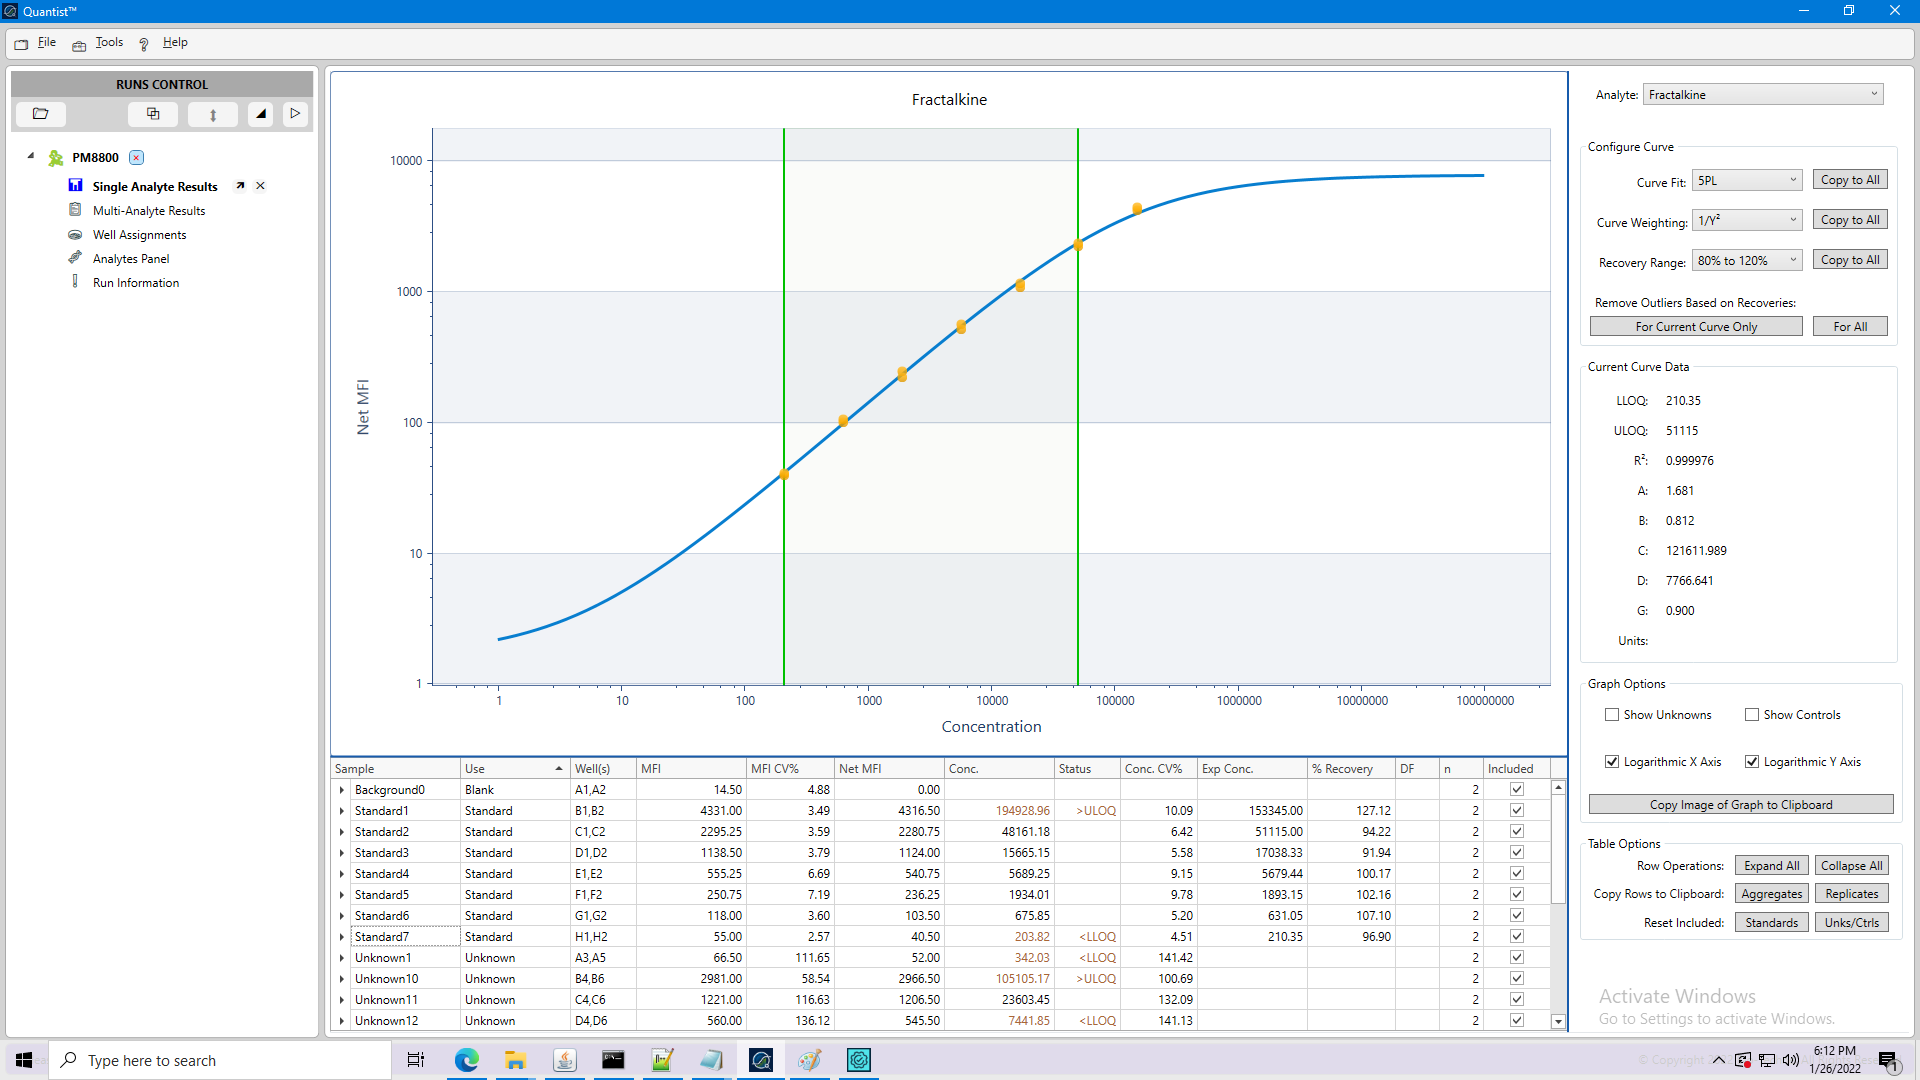 Quantist™
File Tools Help
RUNS CONTROL
PM8800
Single Analyte Results
Multi-Analyte Results
Well Assignments
Analytes Panel
Run Information
Fractalkine
10000
1000
100
10
1
Net MFI
1 10 100 1000 10000 100000 1000000 10000000 100000000
Concentration
Analyte: Fractalkine
Configure Curve
Curve Fit: 5PL Copy to All
Curve Weighting: 1/Y² Copy to All
Recovery Range: 80% to 120% Copy to All
Remove Outliers Based on Recoveries:
For Current Curve Only For All
Current Curve Data
LLOQ: 210.35
ULOQ: 51115
R²: 0.999976
A: 1.681
B: 0.812
C: 121611.989
D: 7766.641
G: 0.900
Units:
Graph Options
Show Unknowns Show Controls
Logarithmic X Axis Logarithmic Y Axis
Copy Image of Graph to Clipboard
Table Options
Row Operations: Expand All Collapse All
Copy Rows to Clipboard: Aggregates Replicates
Reset Included: Standards Unks/Ctrls
Sample Use Well(s) MFI MFI CV% Net MFI Conc. Status Conc. CV% Exp Conc. % Recovery DF n Included
Background0 Blank A1,A2 14.50 4.88 0.00 2
Standard1 Standard B1,B2 4331.00 3.49 4316.50 194928.96 >ULOQ 10.09 153345.00 127.12 2
Standard2 Standard C1,C2 2295.25 3.59 2280.75 48161.18 6.42 51115.00 94.22 2
Standard3 Standard D1,D2 1138.50 3.79 1124.00 15665.15 5.58 17038.33 91.94 2
Standard4 Standard E1,E2 555.25 6.69 540.75 5689.25 9.15 5679.44 100.17 2
Standard5 Standard F1,F2 250.75 7.19 236.25 1934.01 9.78 1893.15 102.16 2
Standard6 Standard G1,G2 118.00 3.60 103.50 675.85 5.20 631.05 107.10 2
Standard7 Standard H1,H2 55.00 2.57 40.50 203.82 <LLOQ 4.51 210.35 96.90 2
Unknown1 Unknown A3,A5 66.50 111.65 52.00 342.03 <LLOQ 141.42 2
Unknown10 Unknown B4,B6 2981.00 58.54 2966.50 105105.17 >ULOQ 100.69 2
Unknown11 Unknown C4,C6 1221.00 116.63 1206.50 23603.45 132.09 2
Unknown12 Unknown D4,D6 560.00 136.12 545.50 7441.85 <LLOQ 141.13 2
Activate Windows
Go to Settings to activate Windows.
Type here to search
© Copyright
6:12 PM
1/26/2022
1